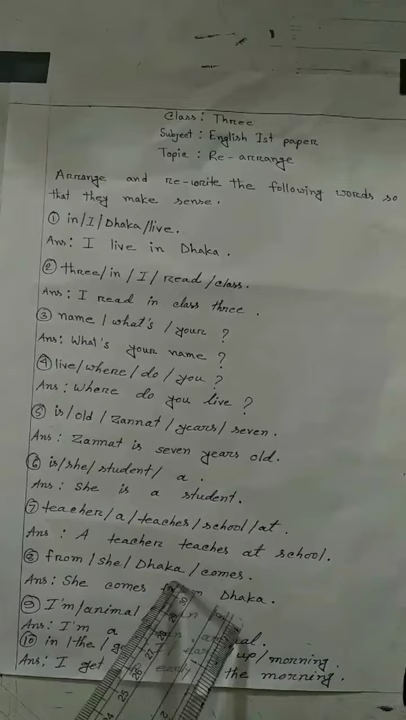 Class: Three
Subject: English Ist paper
Topic: Re-arrange
Arrange and re-write the following words so
that they make sense.
① in/I/Dhaka/live.
Ans: I live in Dhaka.
② three/in/I/read/class.
Ans: I read in class three.
③ name/what's/your?
Ans: What's your name?
④ live/where/do/you?
Ans: Where do you live?
⑤ is/old/Zannat/years/seven.
Ans: Zannat is seven years old.
⑥ is/she/student/a.
Ans: She is a student.
⑦ teacher/a/teaches/school/at.
Ans: A teacher teaches at school.
⑧ from/she/Dhaka/comes.
Ans: She comes Dhaka.
⑨ I'm/animal
Ans: I'm a
⑩ in/the/ up/morning.
Ans: I get early the morning.